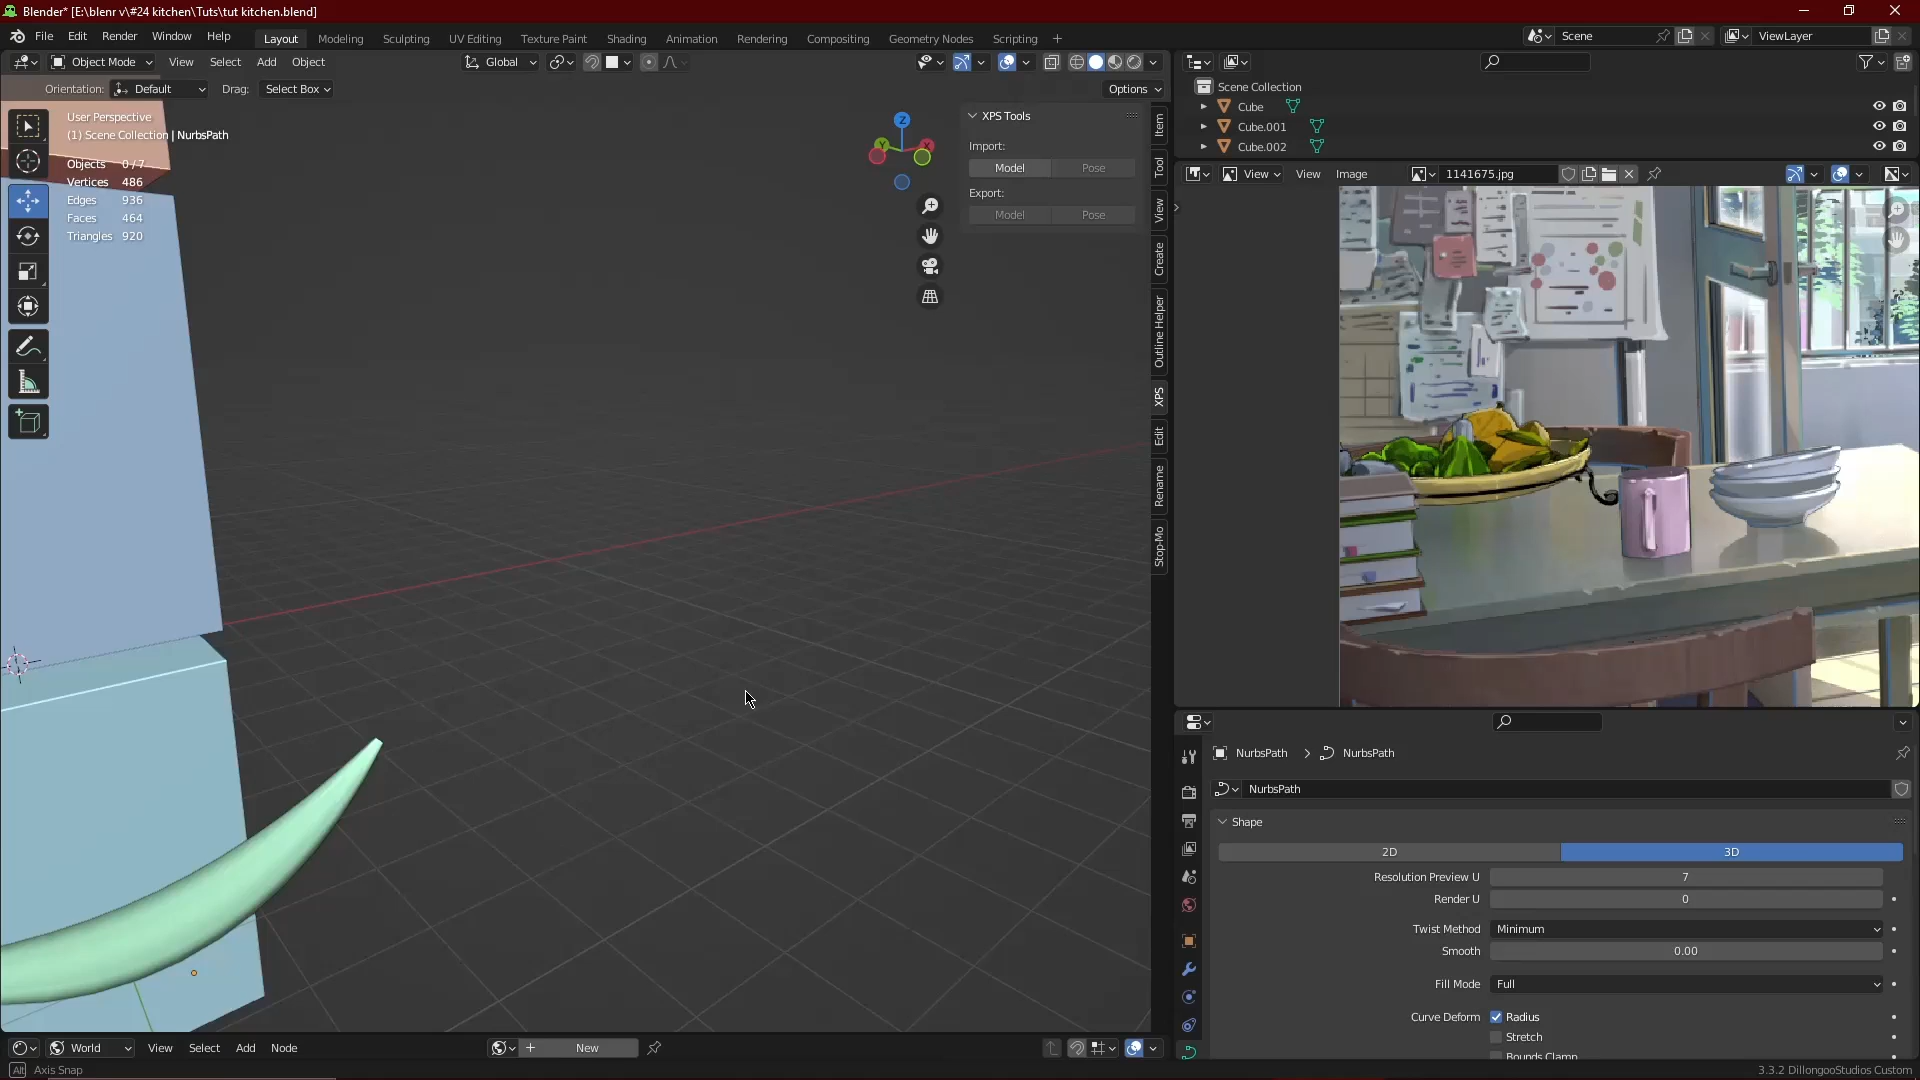 Blender* [E:\blenr v\#24 kitchen\Tuts\tut kitchen.blend]
File Edit Render Window Help
Layout Modeling Sculpting UV Editing Texture Paint Shading Animation Rendering Compositing Geometry Nodes Scripting
Scene
ViewLayer
Object Mode View Select Add Object
Global
Orientation: Default Drag: Select Box
Options
User Perspective
(1) Scene Collection | NurbsPath
Objects 0/7
Vertices 486
Edges 936
Faces 464
Triangles 920
Z
Y
X
XPS Tools
Import:
Model Pose
Export:
Model Pose
Item
Tool
View
Create
Outline Helper
XPS
Edit
Rename
Stop-Mo
Scene Collection
Cube
Cube.001
Cube.002
View View Image 1141675.jpg
NurbsPath NurbsPath
NurbsPath
Shape
2D 3D
Resolution Preview U 7
Render U 0
Twist Method Minimum
Smooth 0.00
Fill Mode Full
Curve Deform Radius
Stretch
Bounds Clamp
World View Select Add Node
New
Alt Axis Snap
3.3.2 DillongooStudios Custom